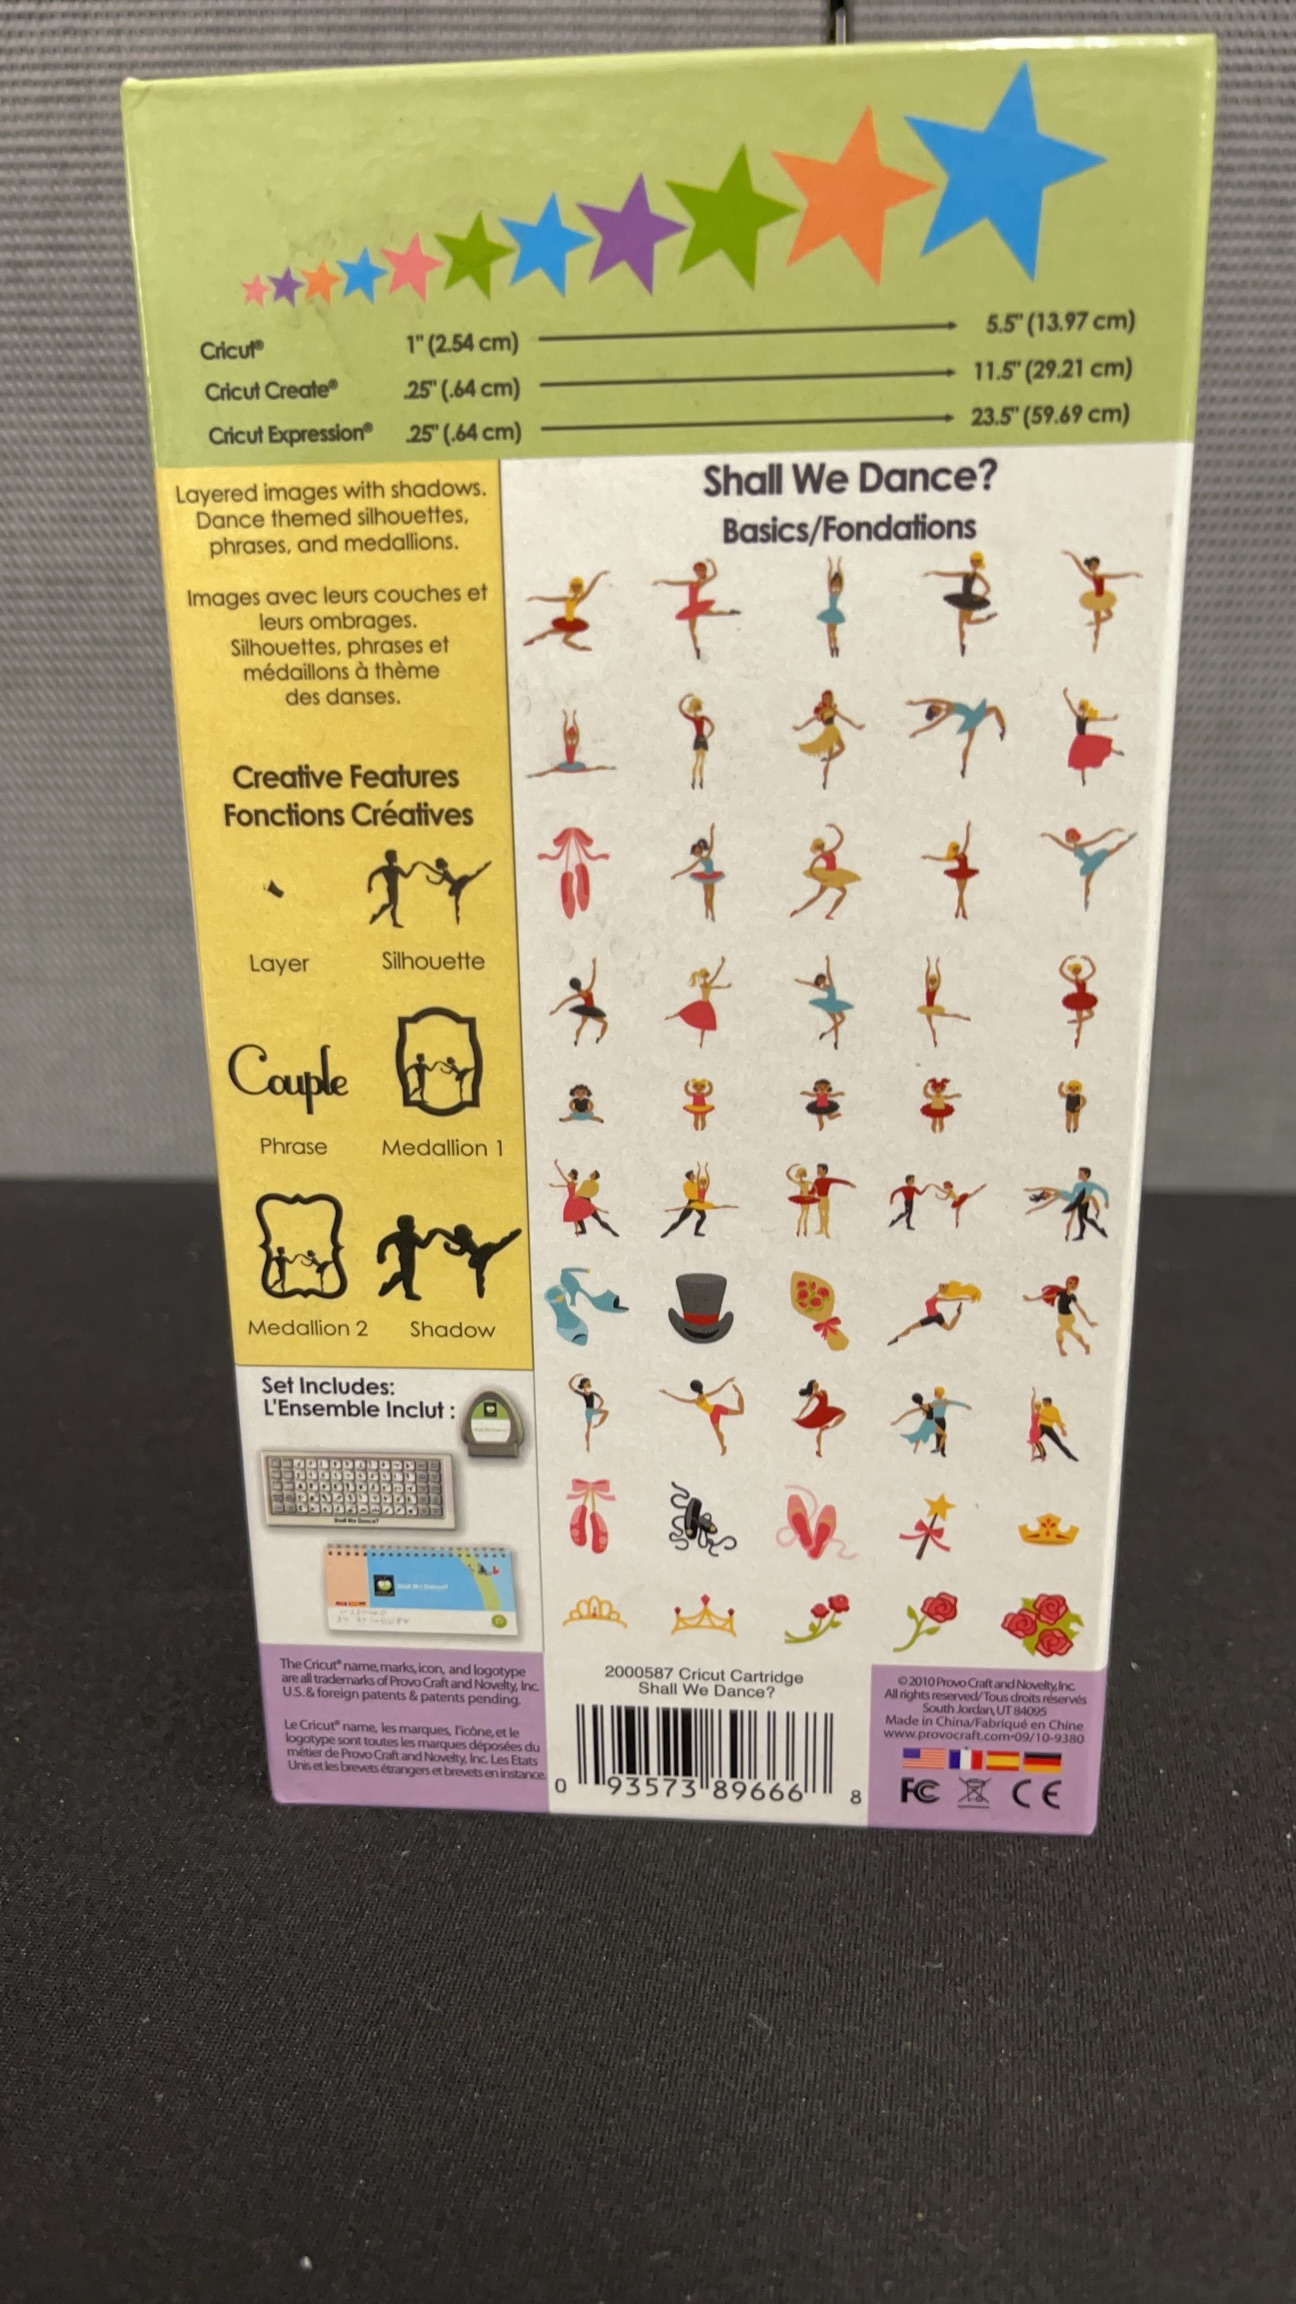 Cricut® 1" (2.54 cm) 5.5" (13.97 cm)
Cricut Create® .25" (.64 cm) 11.5" (29.21 cm)
Cricut Expression® .25" (.64 cm) 23.5" (59.69 cm)
Layered images with shadows.
Dance themed silhouettes,
phrases, and medallions.
Images avec leurs couches et
leurs ombrages.
Silhouettes, phrases et
médaillons à thème
des danses.
Creative Features
Fonctions Créatives
Layer Silhouette
Couple
Phrase Medallion 1
Medallion 2 Shadow
Set Includes:
L'Ensemble Inclut :
Shall We Dance?
Shall We Dance?
The Cricut® name, marks, icon, and logotype
are all trademarks of Provo Craft and Novelty, Inc.
U.S. & foreign patents & patents pending.
Le Cricut® name, les marques, l'icône, et le
logotype sont toutes les marques déposées du
métier de Provo Craft and Novelty, Inc. Les Etats
Unis et les brevets étrangers et brevets en instance
Shall We Dance?
Basics/Fondations
2000587 Cricut Cartridge
Shall We Dance?
0 93573 89666 8
©2010 Provo Craft and Novelty, Inc.
All rights reserved/Tous droits réservés
South Jordan, UT 84095
Made in China/Fabriqué en Chine
www.provocraft.com•09/10-9380
FC CE